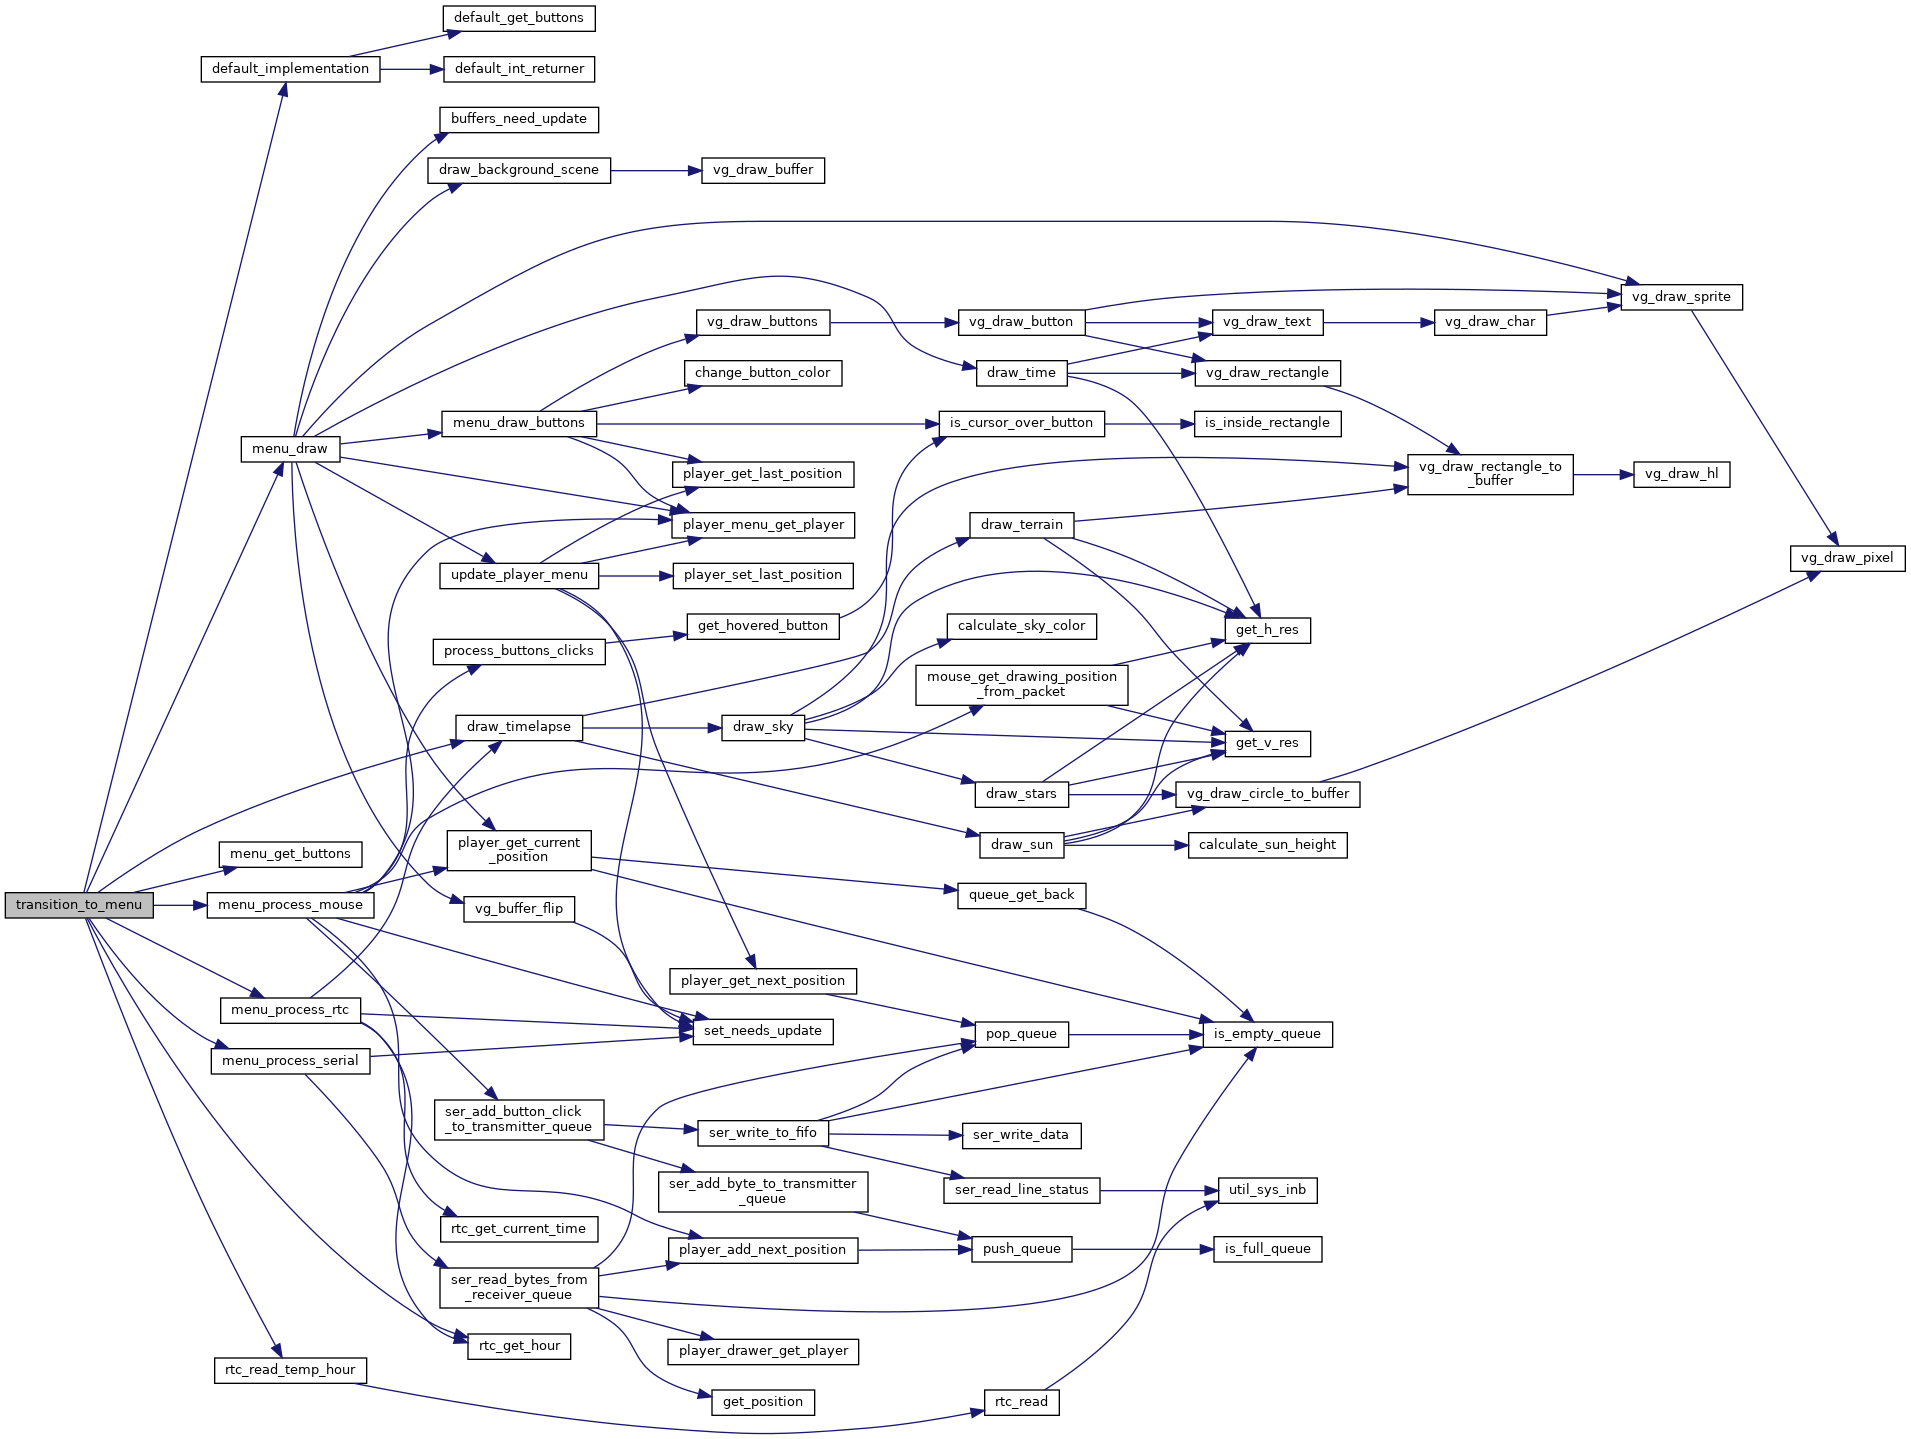 default_get_buttons
default_implementation
default_int_returner
buffers_need_update
draw_background_scene
vg_draw_buffer
vg_draw_sprite
vg_draw_buttons
vg_draw_button
vg_draw_text
vg_draw_char
change_button_color
draw_time
vg_draw_rectangle
menu_draw_buttons
is_cursor_over_button
is_inside_rectangle
menu_draw
player_get_last_position
vg_draw_rectangle_to
_buffer
vg_draw_hl
player_menu_get_player
draw_terrain
vg_draw_pixel
update_player_menu
player_set_last_position
get_hovered_button
calculate_sky_color
get_h_res
process_buttons_clicks
mouse_get_drawing_position
_from_packet
draw_timelapse
draw_sky
get_v_res
draw_stars
vg_draw_circle_to_buffer
player_get_current
_position
draw_sun
calculate_sun_height
menu_get_buttons
transition_to_menu
menu_process_mouse
vg_buffer_flip
queue_get_back
player_get_next_position
menu_process_rtc
set_needs_update
pop_queue
is_empty_queue
menu_process_serial
ser_add_button_click
_to_transmitter_queue
ser_write_to_fifo
ser_write_data
ser_add_byte_to_transmitter
_queue
ser_read_line_status
util_sys_inb
rtc_get_current_time
player_add_next_position
push_queue
is_full_queue
ser_read_bytes_from
_receiver_queue
rtc_get_hour
player_drawer_get_player
rtc_read_temp_hour
get_position
rtc_read